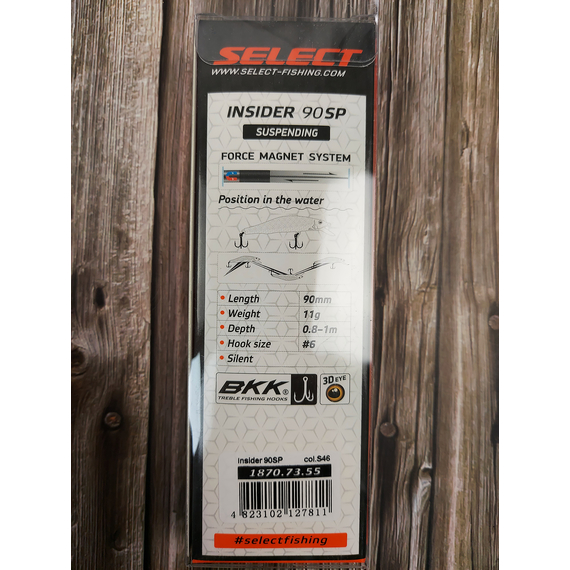 SELECT
WWW.SELECT-FISHING.COM
INSIDER 90SP
SUSPENDING
FORCE MAGNET SYSTEM
Position in the water
• Length 90mm
• Weight 11g
• Depth 0.8-1m
• Hook size #6
• Silent
BKK®
TREBLE FISHING HOOKS
3D EYE
Insider 90SP col.S46
1870.73.55
4 823102 127811
#selectfishing